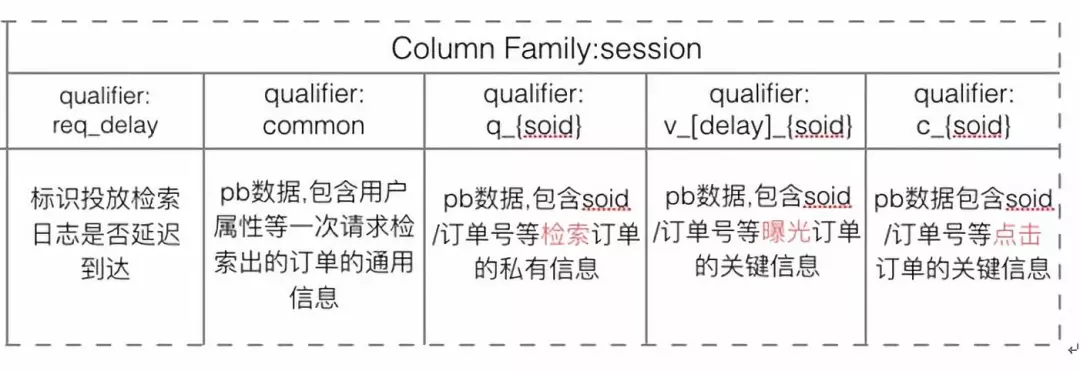 Column Family:session
qualifier:
req_delay
qualifier:
common
qualifier:
q_{soid}
qualifier:
v_[delay]_{soid}
qualifier:
c_{soid}
标识投放检索
日志是否延迟
到达
pb数据,包含用户
属性等一次请求检
索出的订单的通用
信息
pb数据,包含soid
/订单号等检索订单
的私有信息
pb数据,包含soid
/订单号等曝光订单
的关键信息
pb数据包含soid
/订单号等点击
订单的关键信息